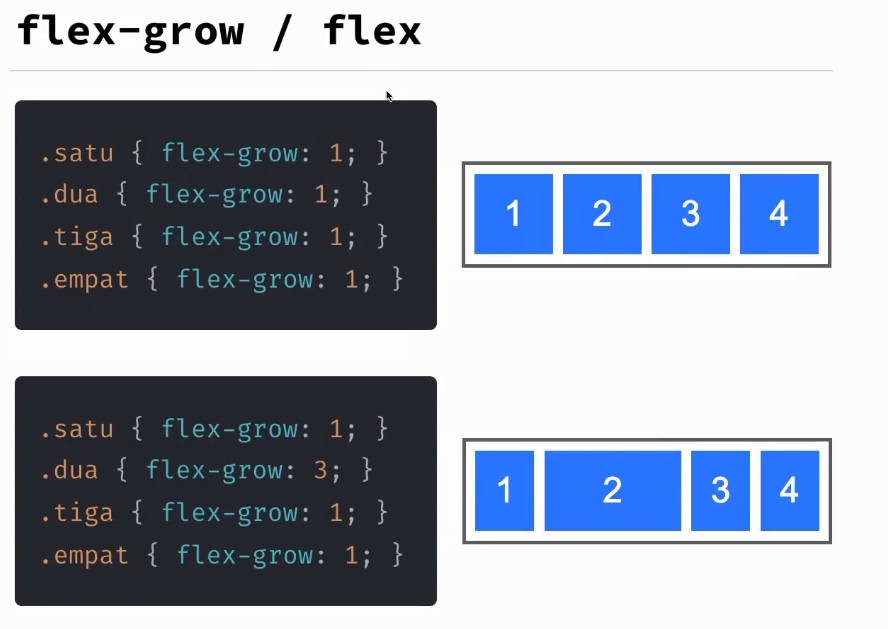 flex-grow / flex
.satu { flex-grow: 1; }
.dua { flex-grow: 1; }
.tiga { flex-grow: 1; }
.empat { flex-grow: 1; }
1 2 3 4
.satu { flex-grow: 1; }
.dua { flex-grow: 3; }
.tiga { flex-grow: 1; }
.empat { flex-grow: 1; }
1 2 3 4